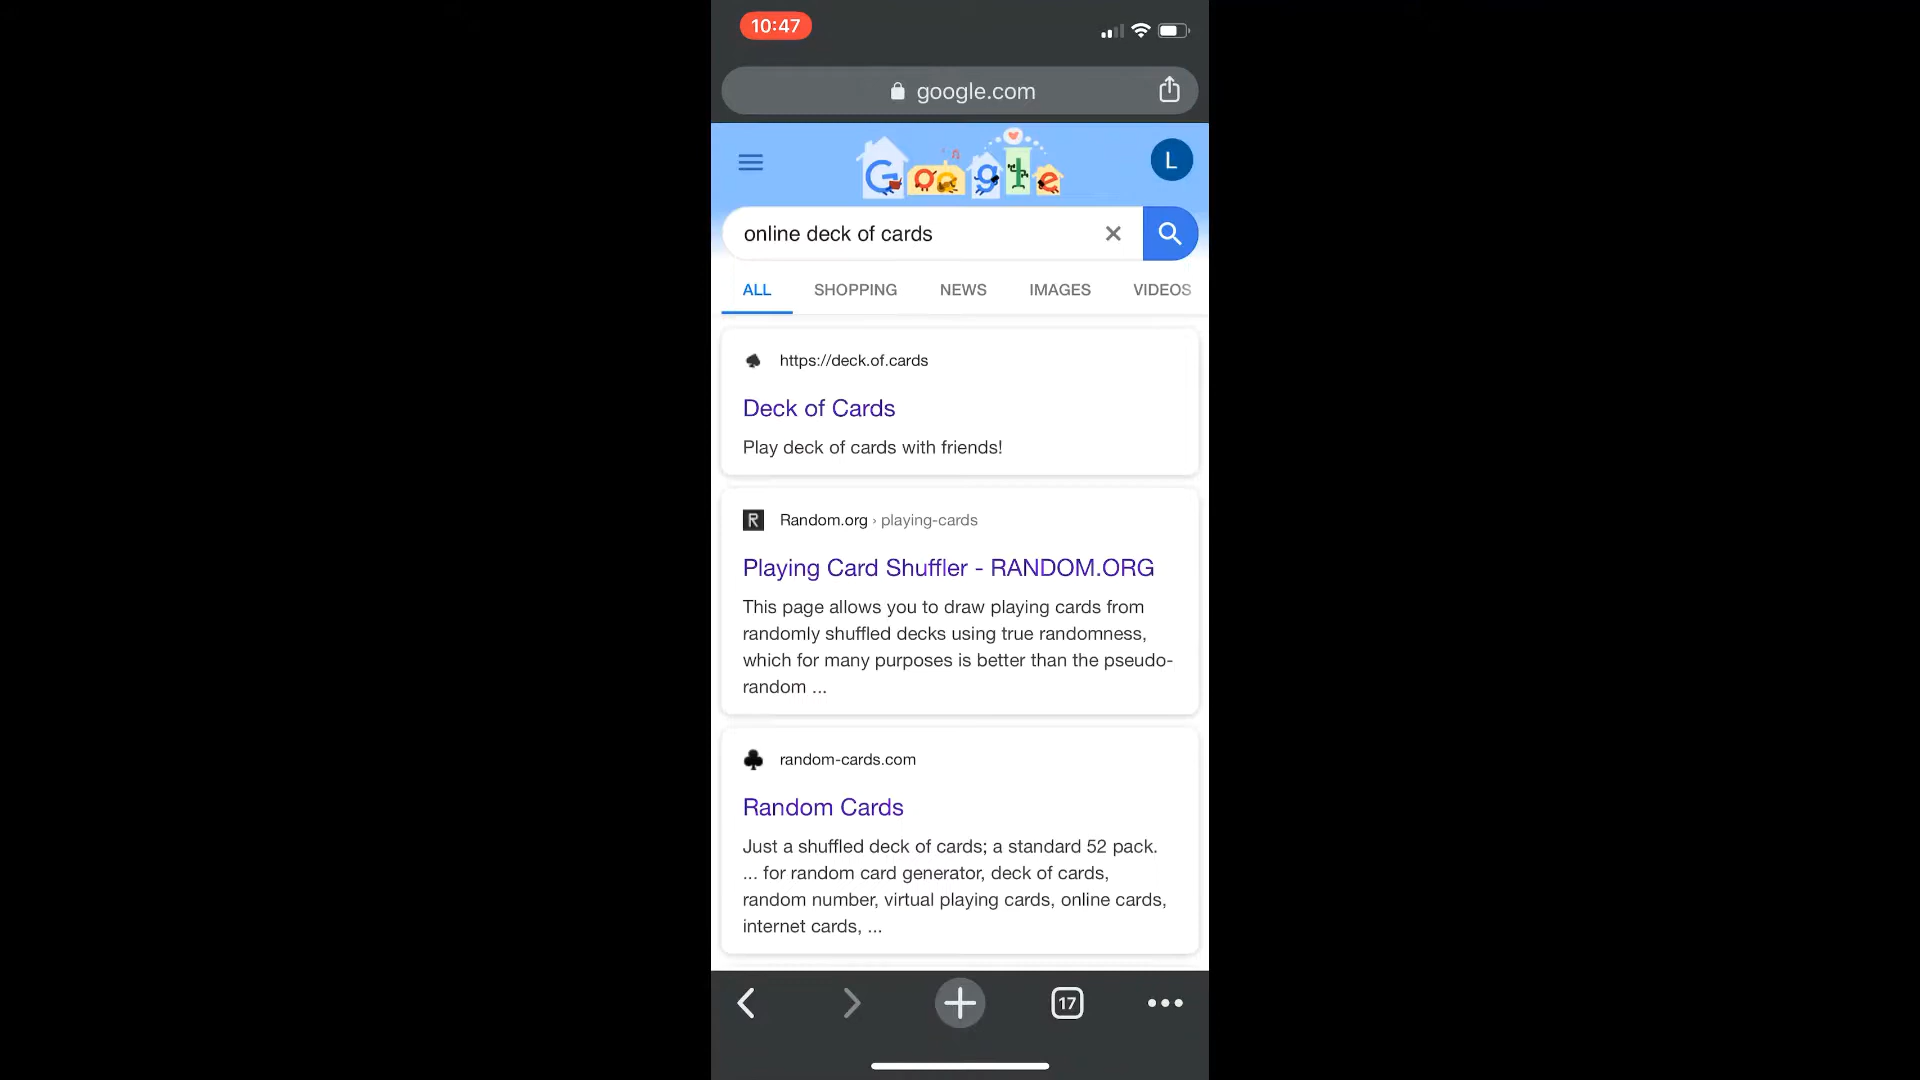 10:47
google.com
Google
L
online deck of cards
ALL SHOPPING NEWS IMAGES VIDEOS
https://deck.of.cards
Deck of Cards
Play deck of cards with friends!
R Random.org › playing-cards
Playing Card Shuffler - RANDOM.ORG
This page allows you to draw playing cards from
randomly shuffled decks using true randomness,
which for many purposes is better than the pseudo-
random ...
random-cards.com
Random Cards
Just a shuffled deck of cards; a standard 52 pack.
... for random card generator, deck of cards,
random number, virtual playing cards, online cards,
internet cards, ...
17